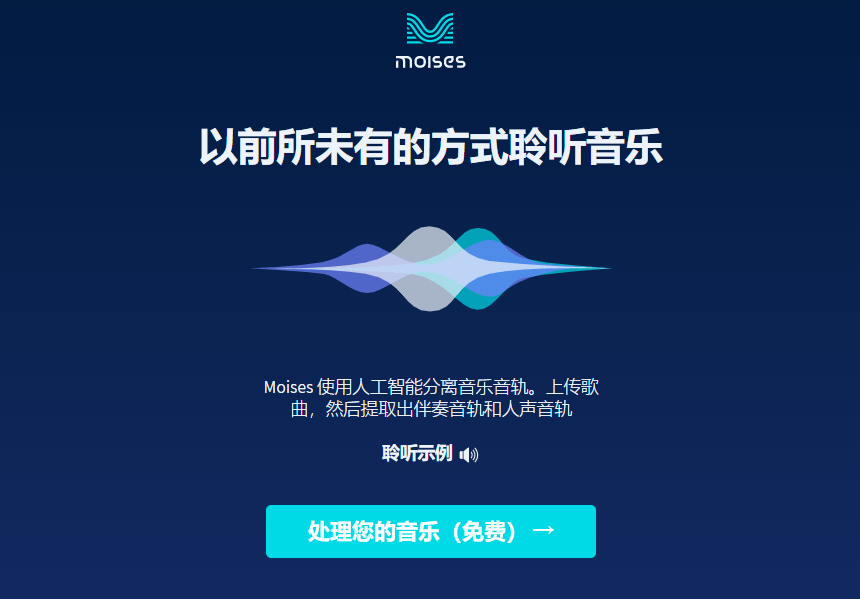 moises
以前所未有的方式聆听音乐
Moises 使用人工智能分离音乐音轨。上传歌
曲，然后提取出伴奏音轨和人声音轨
聆听示例
处理您的音乐（免费） →